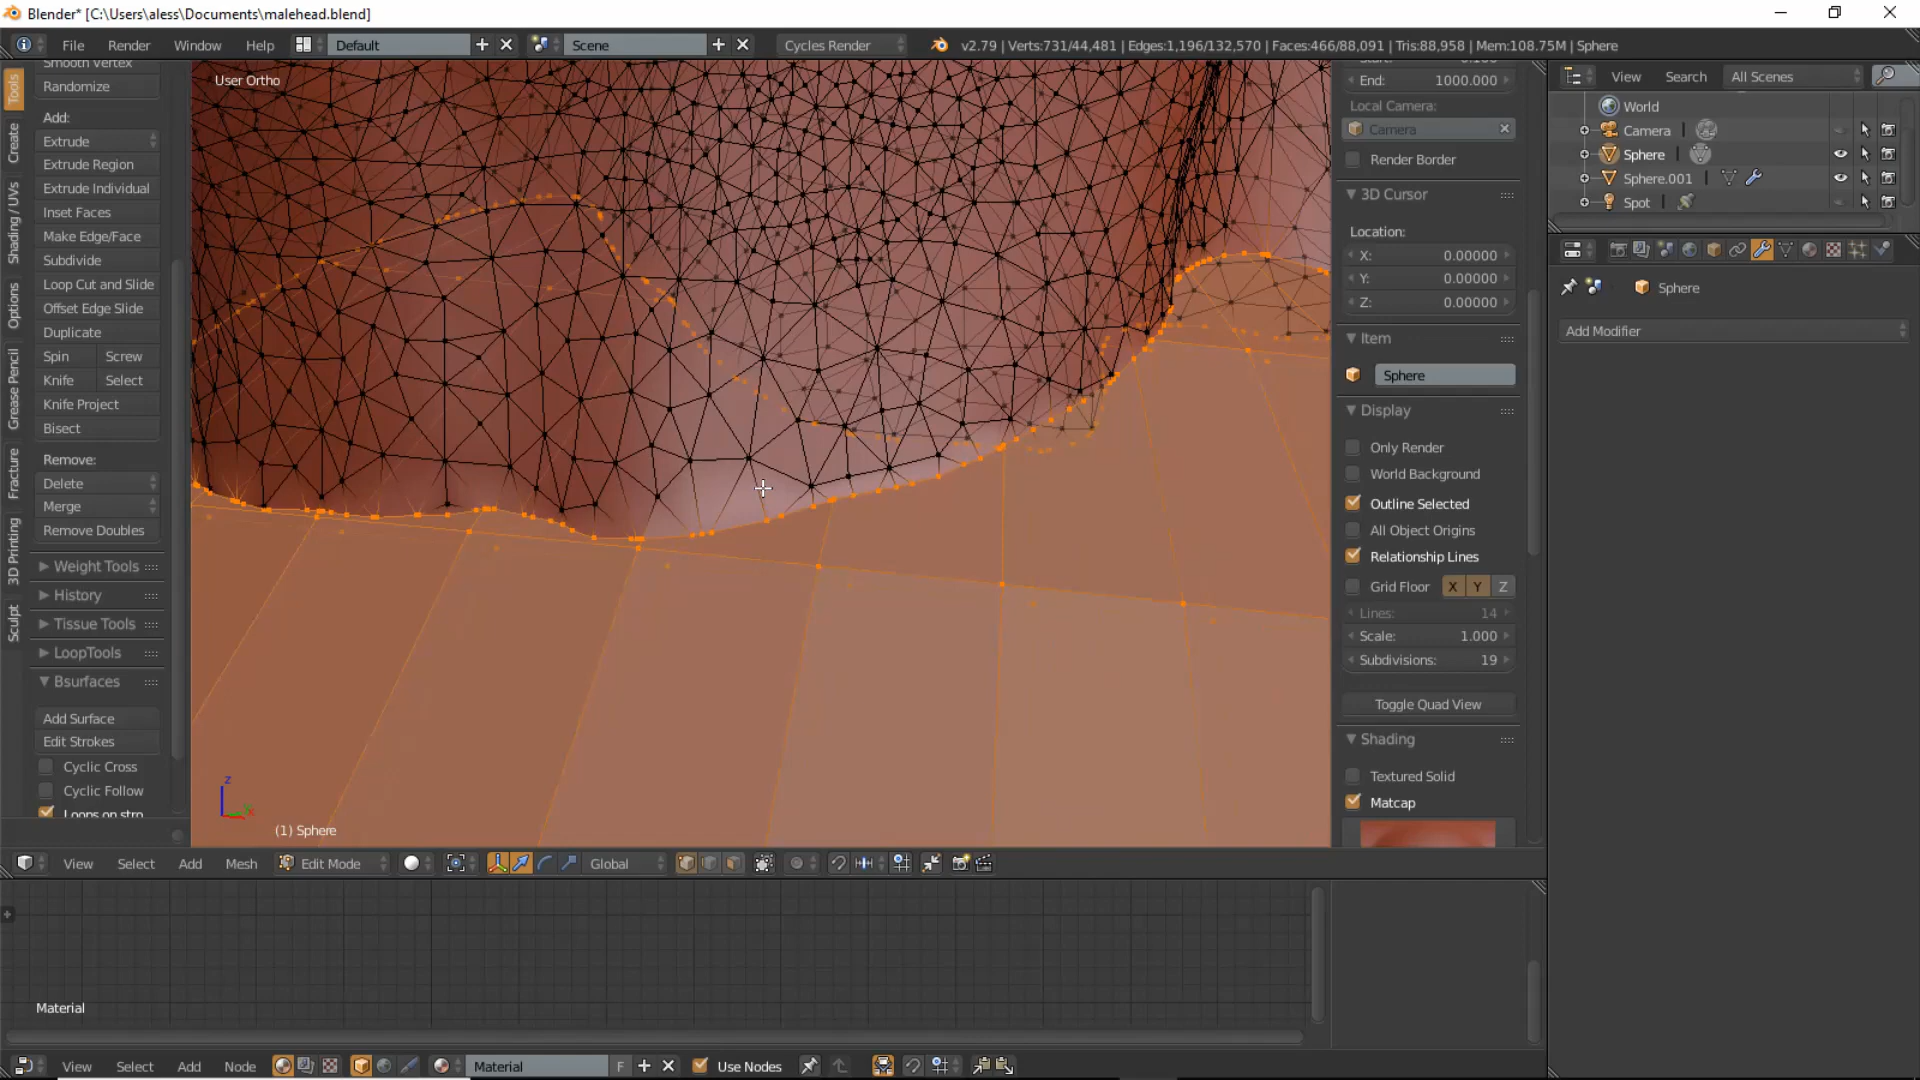 Blender* [C:\Users\aless\Documents\malehead.blend]
File Render Window Help Default Scene Cycles Render v2.79 | Verts:731/44,481 | Edges:1,196/132,570 | Faces:466/88,091 | Tris:88,958 | Mem:108.75M | Sphere
Tools
Create
Shading / UVs
Options
Grease Pencil
Fracture
3D Printing
Sculpt
Smooth Vertex
Randomize
Add:
Extrude
Extrude Region
Extrude Individual
Inset Faces
Make Edge/Face
Subdivide
Loop Cut and Slide
Offset Edge Slide
Duplicate
Spin Screw
Knife Select
Knife Project
Bisect
Remove:
Delete
Merge
Remove Doubles
Weight Tools
History
Tissue Tools
LoopTools
Bsurfaces
Add Surface
Edit Strokes
Cyclic Cross
Cyclic Follow
Loops on stro
User Ortho
z
(1) Sphere
View Select Add Mesh Edit Mode Global
Start: 0.100
End: 1000.000
Local Camera:
Camera
Render Border
3D Cursor
Location:
X: 0.00000
Y: 0.00000
Z: 0.00000
Item
Sphere
Display
Only Render
World Background
Outline Selected
All Object Origins
Relationship Lines
Grid Floor X Y Z
Lines: 14
Scale: 1.000
Subdivisions: 19
Toggle Quad View
Shading
Textured Solid
Matcap
View Search All Scenes
World
Camera
Sphere
Sphere.001
Spot
Sphere
Add Modifier
Material
View Select Add Node Material F Use Nodes